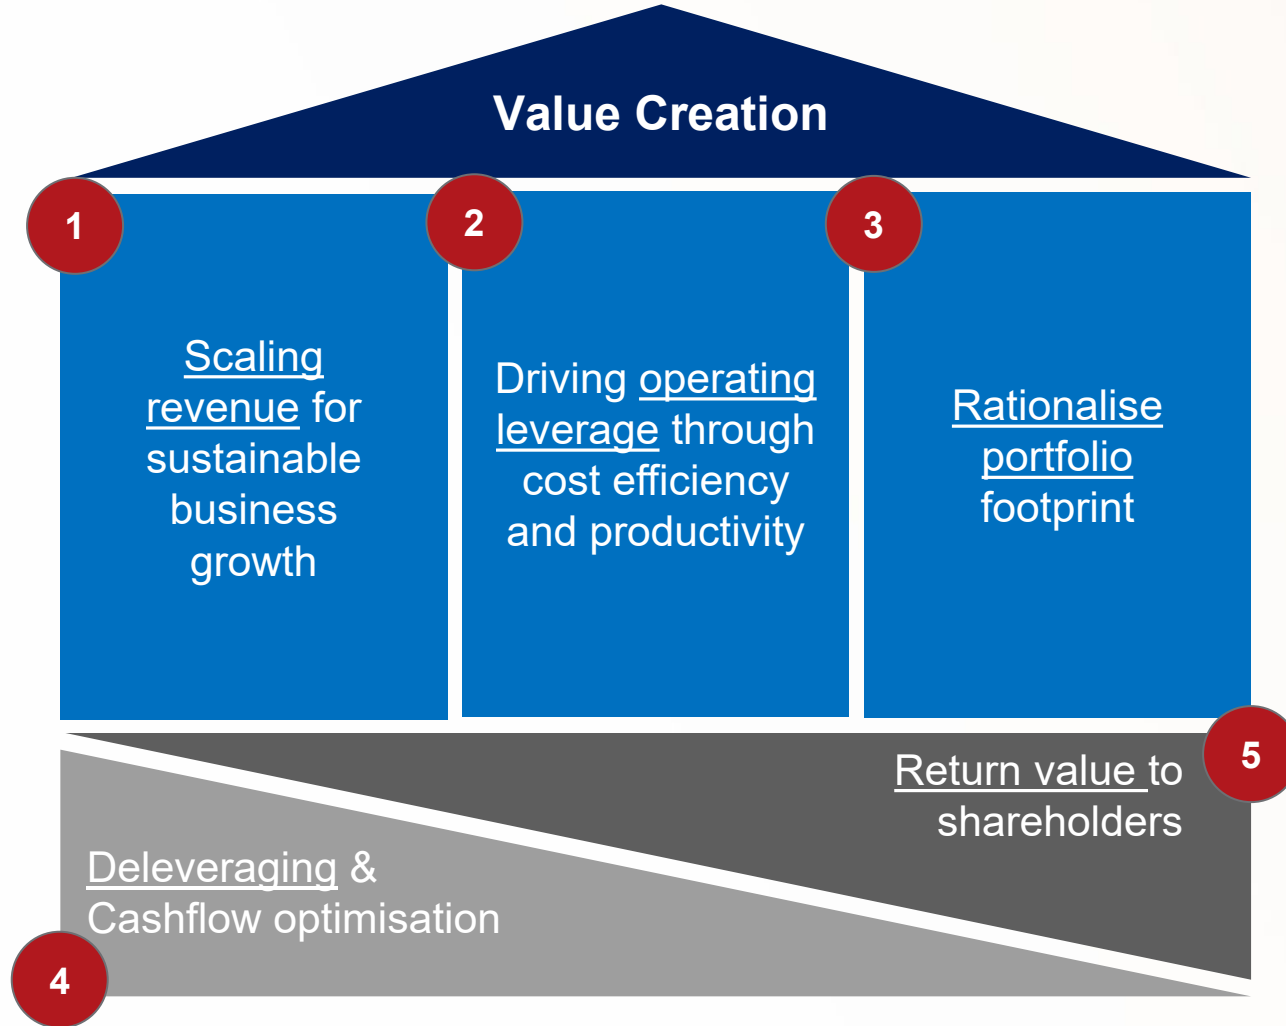 Value Creation
1
Scaling
revenue for
sustainable
business
growth
2
Driving operating
leverage through
cost efficiency
and productivity
3
Rationalise
portfolio
footprint
5
Return value to
shareholders
Deleveraging &
Cashflow optimisation
4